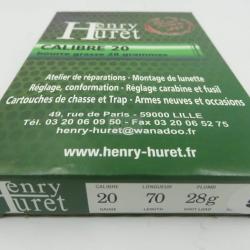 Henry
Huret
CALIBRE 20
bourre grasse 28 grammes
Atelier de réparations - Montage de lunette
Réglage, conformation - Réglage carabine et fusil
Cartouches de chasse et Trap - Armes neuves et occasions
49, rue de Paris - 59000 LILLE
Tél./ 03 20 06 09 50 - Fax 03 20 06 52 75
henry-huret@wanadoo.fr
www.henry-huret.fr
Henry
Huret
CALIBRE LONGUEUR PLOMB
20 70 28g
GAUGE LENGTH SHOT LOAD